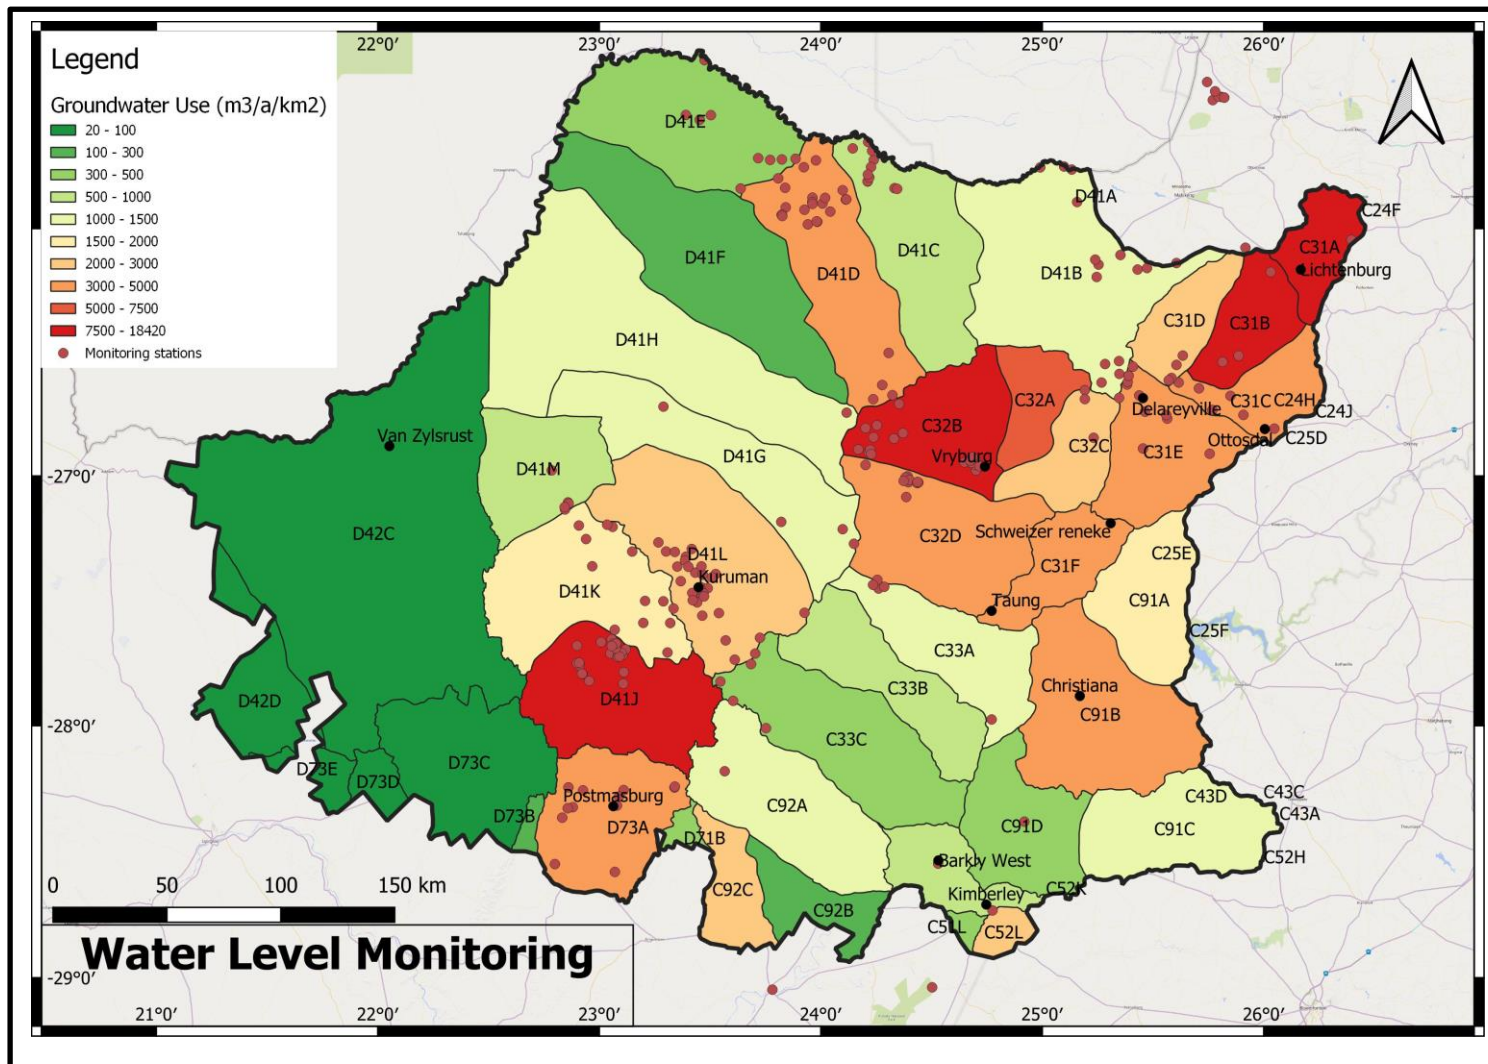 22°0' 23°0' 24°0' 25°0' 26°0'
Legend
Groundwater Use (m3/a/km2)
20 - 100
100 - 300
300 - 500
500 - 1000
1000 - 1500
1500 - 2000
2000 - 3000
3000 - 5000
5000 - 7500
7500 - 18420
Monitoring stations
D41E
D41A
C24F
D41F
D41D
D41C
D41B
C31A
Lichtenburg
C31D
C31B
D41H
C32A
C31C
C24H
C24J
Delareyville
C32B
Van Zylsrust
Ottosdal
C25D
D41G
Vryburg
C32C
C31E
D41M
-27°0'
D42C
C32D
Schweizer reneke
D41L
C25E
Kuruman
C31F
D41K
Taung
C91A
C25F
C33A
Christiana
C33B
D42D
D41J
C91B
-28°0'
C33C
D73E
D73D
D73C
Postmasburg
C92A
C43D
C43C
C43A
D73B
D73A
D71B
C91D
C91C
C52H
Barkly West
0 50 100 150 km
C92C
Kimberley
C52K
C92B
C51L
C52L
Water Level Monitoring
-29°0'
21°0' 22°0' 23°0' 24°0' 25°0' 26°0'